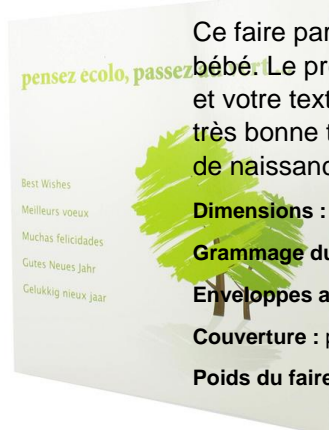 Ce faire par
pensez ecolo, passez
bébé. Le pr
et votre text
très bonne t
de naissanc
Best Wishes
Meilleurs voeux
Muchas felicidades
Gutes Neues Jahr
Gelukkig nieux jaar
Dimensions :
Grammage du
Enveloppes a
Couverture : p
Poids du faire